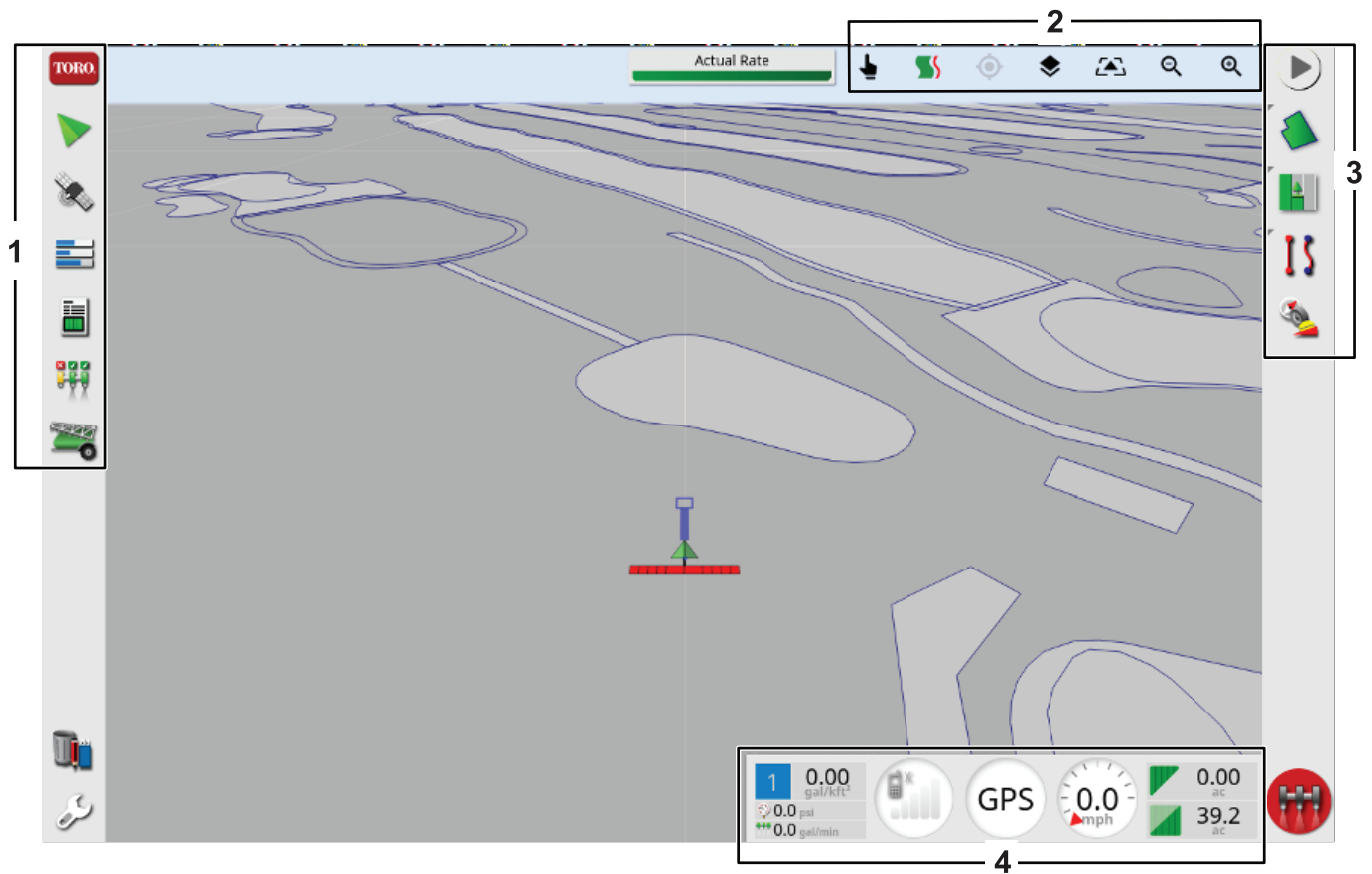 2
TORO.
Actual Rate
3
1
1
0.00
gal/kft²
0.0 psi
0.0 gal/min
GPS
0.0
mph
0.00
ac
39.2
ac
4